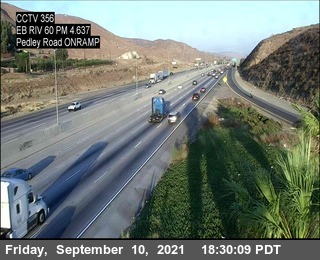 CCTV 356
EB RIV 60 PM 4.637
Pedley Road ONRAMP
Friday, September 10, 2021 18:30:09 PDT